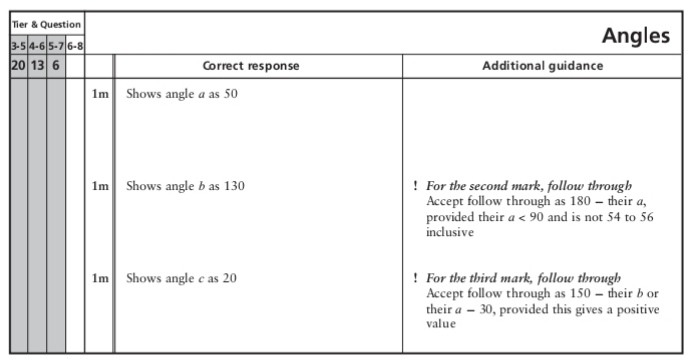 Tier & Question
Angles
3-5 4-6 5-7 6-8
20 13 6
Correct response
Additional guidance
1m Shows angle a as 50
1m Shows angle b as 130
! For the second mark, follow through
Accept follow through as 180 – their a,
provided their a < 90 and is not 54 to 56
inclusive
1m Shows angle c as 20
! For the third mark, follow through
Accept follow through as 150 – their b or
their a – 30, provided this gives a positive
value